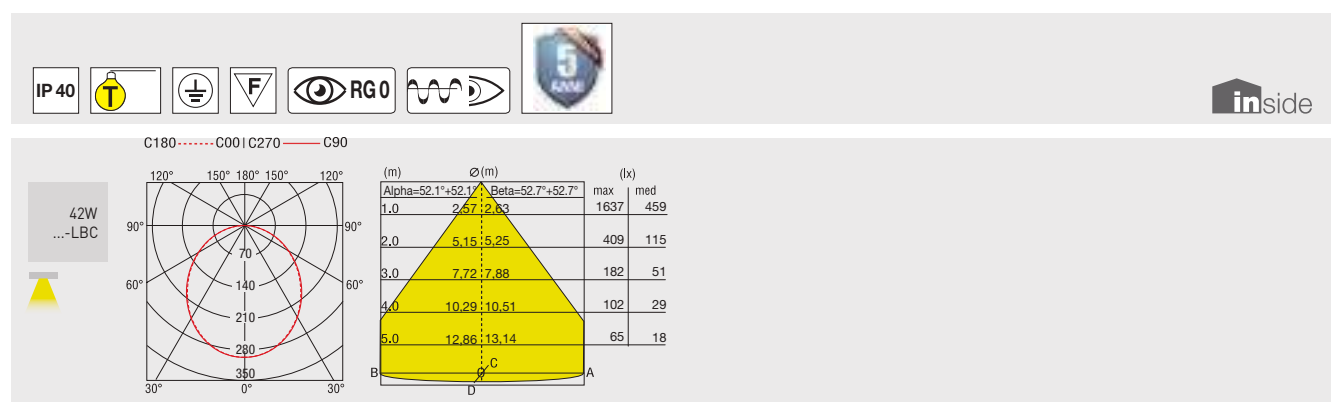 5
ANNI
IP 40
T
F
RG 0
inside
C180 C00 | C270 C90
42W
...-LBC
120° 150° 180° 150° 120°
90° 90°
70
60° 140 60°
210
280
350
30° 0° 30°
(m) Ø (m) (lx)
Alpha=52.1°+52.1° Beta=52.7°+52.7° max med
1.0 2,57 2,63 1637 459
2.0 5,15 5,25 409 115
3.0 7,72 7,88 182 51
4.0 10,29 10,51 102 29
5.0 12,86 13,14 65 18
C
B A
D